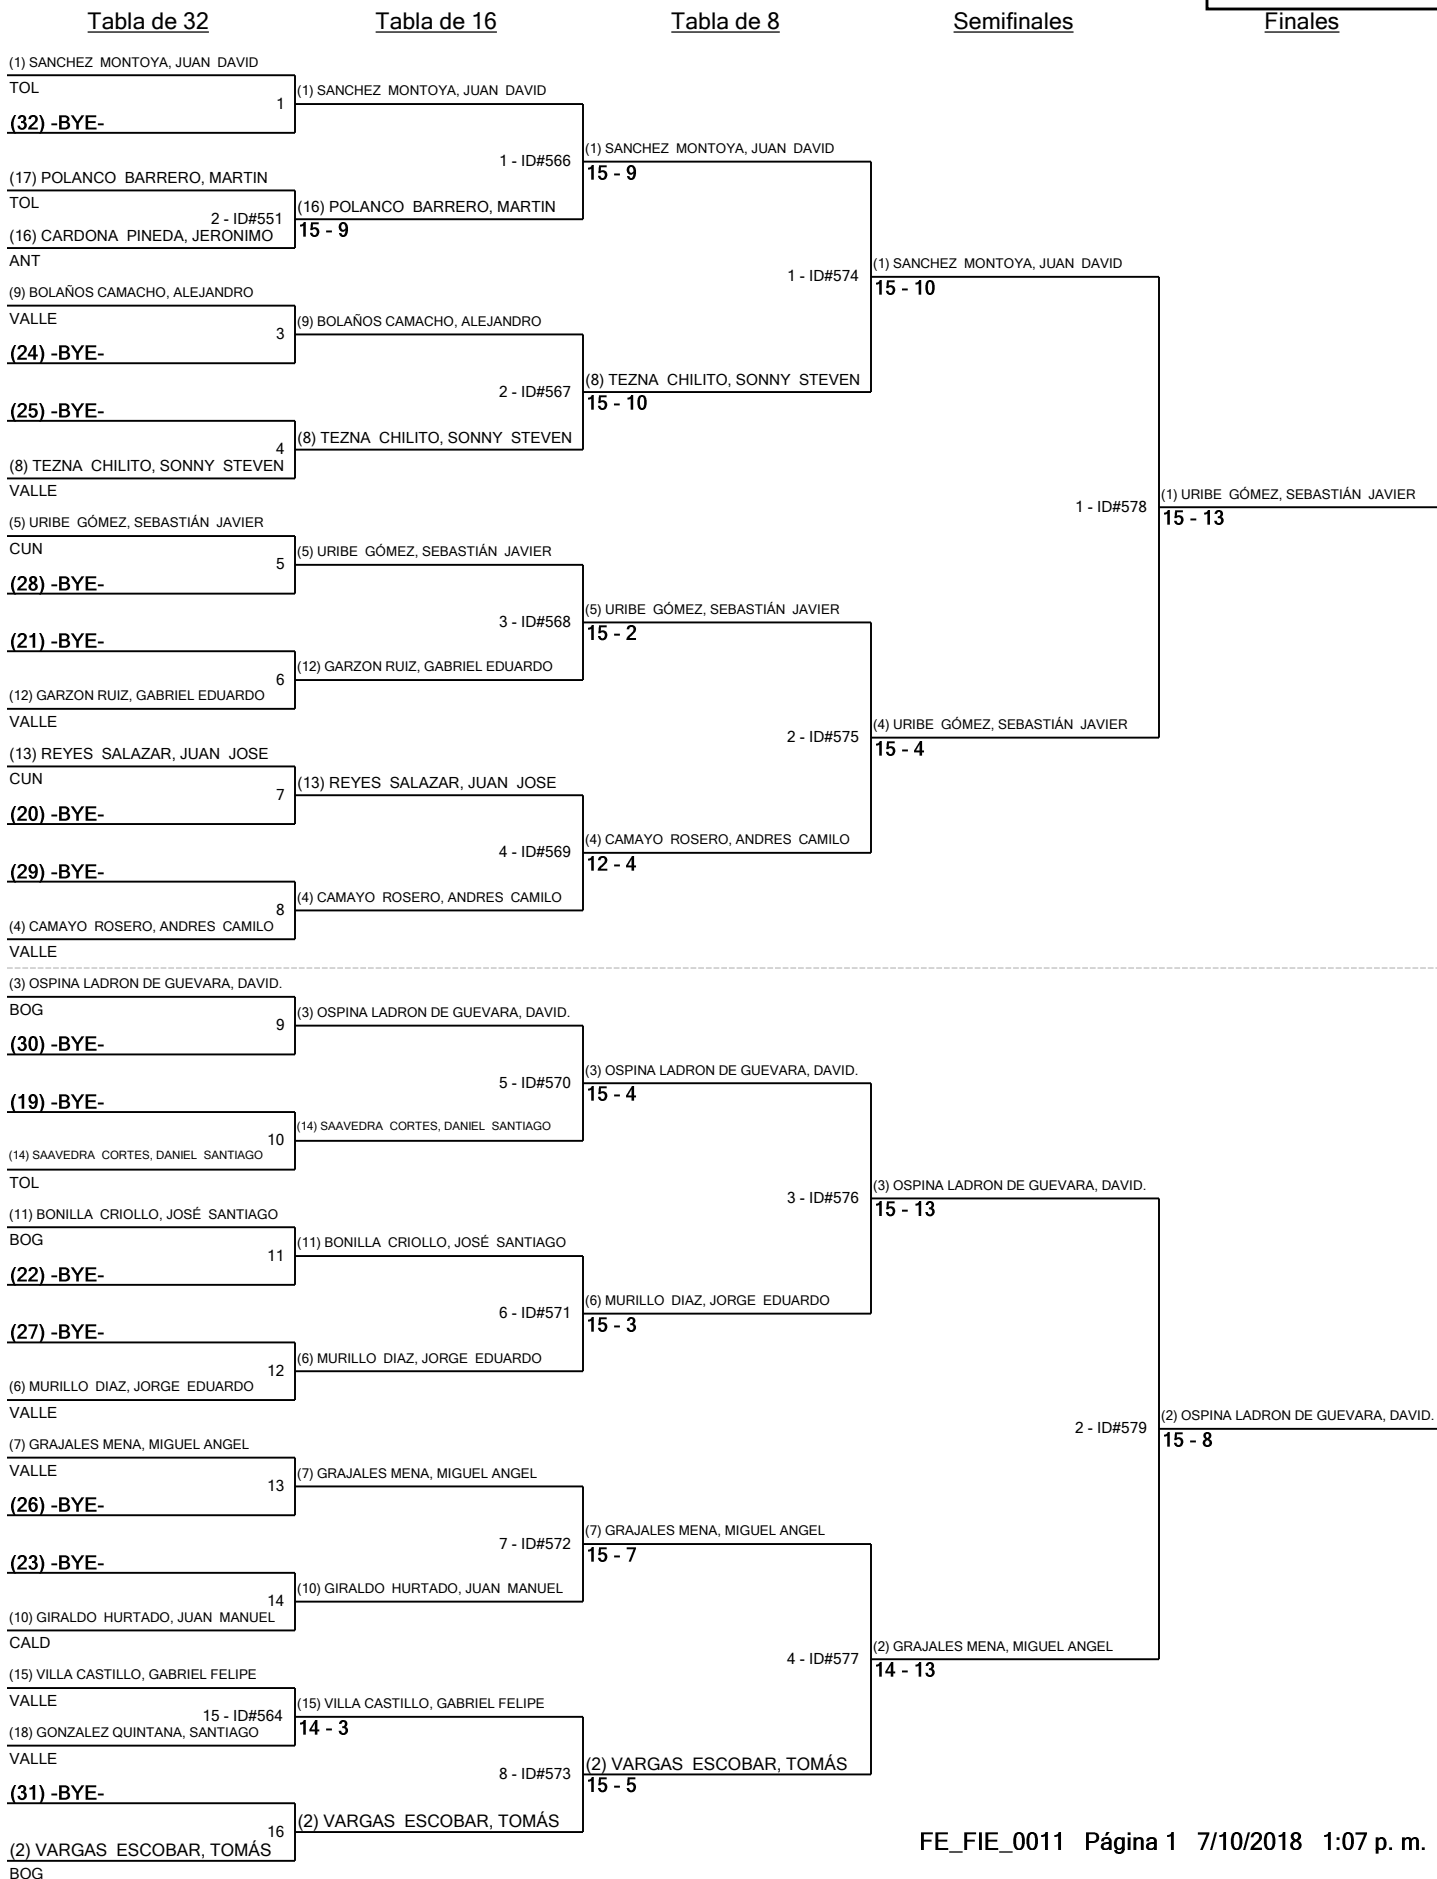 Tabla de 32 Tabla de 16 Tabla de 8 Semifinales Finales
(1) SANCHEZ MONTOYA, JUAN DAVID
TOL
1
(32) -BYE-
(17) POLANCO BARRERO, MARTIN
TOL
2 - ID#551
(16) CARDONA PINEDA, JERONIMO
ANT
(9) BOLAÑOS CAMACHO, ALEJANDRO
VALLE
3
(24) -BYE-
(25) -BYE-
4
(8) TEZNA CHILITO, SONNY STEVEN
VALLE
(5) URIBE GÓMEZ, SEBASTIÁN JAVIER
CUN
5
(28) -BYE-
(21) -BYE-
6
(12) GARZON RUIZ, GABRIEL EDUARDO
VALLE
(13) REYES SALAZAR, JUAN JOSE
CUN
7
(20) -BYE-
(29) -BYE-
8
(4) CAMAYO ROSERO, ANDRES CAMILO
VALLE
(3) OSPINA LADRON DE GUEVARA, DAVID.
BOG
9
(30) -BYE-
(19) -BYE-
10
(14) SAAVEDRA CORTES, DANIEL SANTIAGO
TOL
(11) BONILLA CRIOLLO, JOSÉ SANTIAGO
BOG
11
(22) -BYE-
(27) -BYE-
12
(6) MURILLO DIAZ, JORGE EDUARDO
VALLE
(7) GRAJALES MENA, MIGUEL ANGEL
VALLE
13
(26) -BYE-
(23) -BYE-
14
(10) GIRALDO HURTADO, JUAN MANUEL
CALD
(15) VILLA CASTILLO, GABRIEL FELIPE
VALLE
15 - ID#564
(18) GONZALEZ QUINTANA, SANTIAGO
VALLE
(31) -BYE-
16
(2) VARGAS ESCOBAR, TOMÁS
BOG
(1) SANCHEZ MONTOYA, JUAN DAVID
1 - ID#566
(16) POLANCO BARRERO, MARTIN
15 - 9
(9) BOLAÑOS CAMACHO, ALEJANDRO
2 - ID#567
(8) TEZNA CHILITO, SONNY STEVEN
(5) URIBE GÓMEZ, SEBASTIÁN JAVIER
3 - ID#568
(12) GARZON RUIZ, GABRIEL EDUARDO
(13) REYES SALAZAR, JUAN JOSE
4 - ID#569
(4) CAMAYO ROSERO, ANDRES CAMILO
(3) OSPINA LADRON DE GUEVARA, DAVID.
5 - ID#570
(14) SAAVEDRA CORTES, DANIEL SANTIAGO
(11) BONILLA CRIOLLO, JOSÉ SANTIAGO
6 - ID#571
(6) MURILLO DIAZ, JORGE EDUARDO
(7) GRAJALES MENA, MIGUEL ANGEL
7 - ID#572
(10) GIRALDO HURTADO, JUAN MANUEL
(15) VILLA CASTILLO, GABRIEL FELIPE
14 - 3
8 - ID#573
(2) VARGAS ESCOBAR, TOMÁS
(1) SANCHEZ MONTOYA, JUAN DAVID
15 - 9
1 - ID#574
(8) TEZNA CHILITO, SONNY STEVEN
15 - 10
(5) URIBE GÓMEZ, SEBASTIÁN JAVIER
15 - 2
2 - ID#575
(4) CAMAYO ROSERO, ANDRES CAMILO
12 - 4
(3) OSPINA LADRON DE GUEVARA, DAVID.
15 - 4
3 - ID#576
(6) MURILLO DIAZ, JORGE EDUARDO
15 - 3
(7) GRAJALES MENA, MIGUEL ANGEL
15 - 7
4 - ID#577
(2) VARGAS ESCOBAR, TOMÁS
15 - 5
(1) SANCHEZ MONTOYA, JUAN DAVID
15 - 10
1 - ID#578
(4) URIBE GÓMEZ, SEBASTIÁN JAVIER
15 - 4
(3) OSPINA LADRON DE GUEVARA, DAVID.
15 - 13
2 - ID#579
(2) GRAJALES MENA, MIGUEL ANGEL
14 - 13
(1) URIBE GÓMEZ, SEBASTIÁN JAVIER
15 - 13
(2) OSPINA LADRON DE GUEVARA, DAVID.
15 - 8
FE_FIE_0011 Página 1 7/10/2018 1:07 p. m.